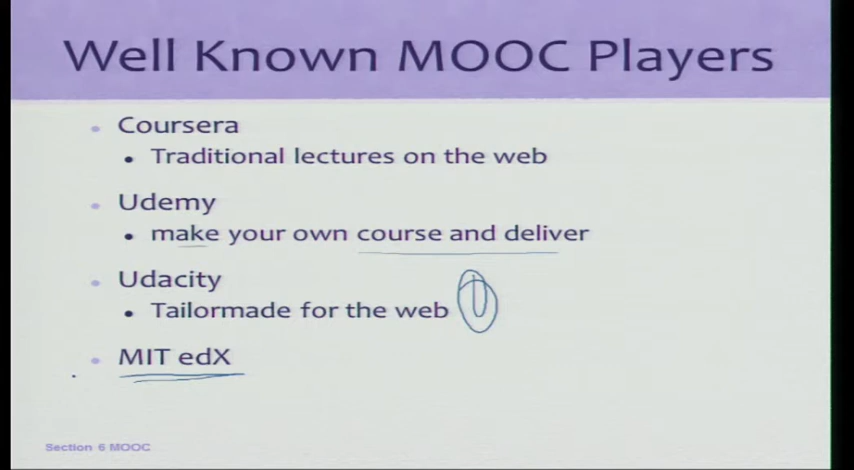 Well Known MOOC Players
• Coursera
• Traditional lectures on the web
• Udemy
• make your own course and deliver
• Udacity
• Tailormade for the web
• MIT edX
Section 6 MOOC